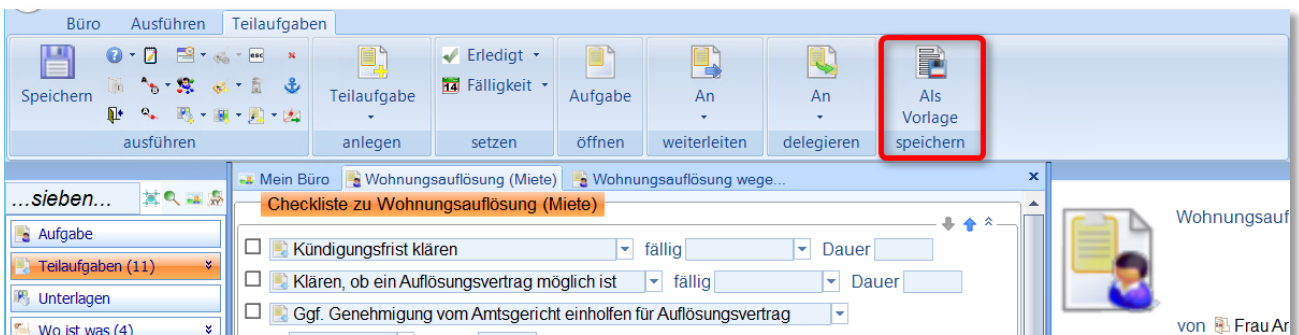 Büro Ausführen Teilaufgaben
Speichern
esc
Teilaufgabe
Erledigt
14 Fälligkeit
Aufgabe
An
An
Als
Vorlage
ausführen anlegen setzen öffnen weiterleiten delegieren speichern
...sieben...
Mein Büro Wohnungsauflösung (Miete) Wohnungsauflösung wege... x
Aufgabe
Teilaufgaben (11)
Unterlagen
Wo ist was (4)
Checkliste zu Wohnungsauflösung (Miete)
Kündigungsfrist klären fällig Dauer
Klären, ob ein Auflösungsvertrag möglich ist fällig Dauer
Ggf. Genehmigung vom Amtsgericht einholfen für Auflösungsvertrag
Wohnungsauf
von Frau Ar